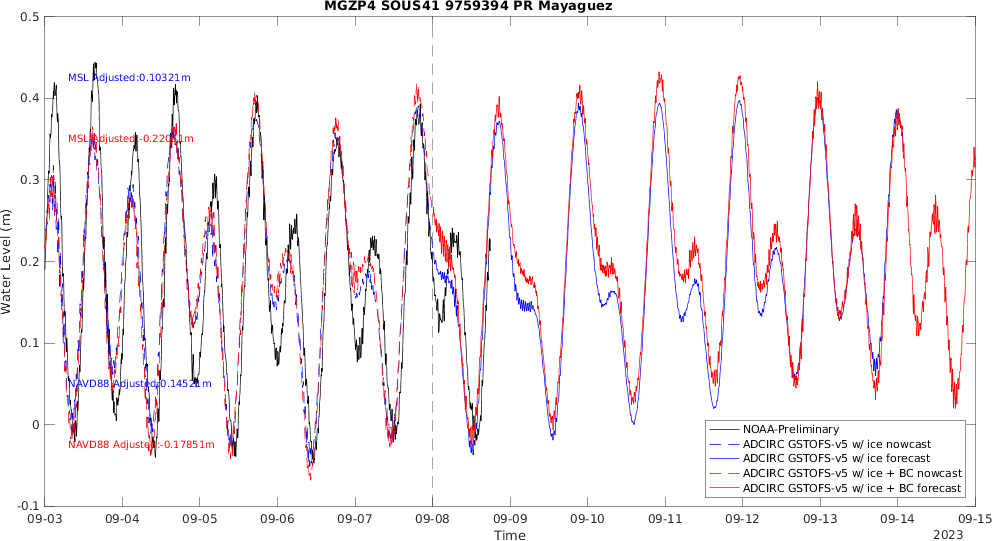 MGZP4 SOUS41 9759394 PR Mayaguez
0.5
0.4
0.3
0.2
0.1
0
-0.1
Water Level (m)
MSL Adjusted:0.10321m
MSL Adjusted:-0.22051m
NAVD88 Adjusted:0.14521m
NAVD88 Adjusted:-0.17851m
NOAA-Preliminary
ADCIRC GSTOFS-v5 w/ ice nowcast
ADCIRC GSTOFS-v5 w/ ice forecast
ADCIRC GSTOFS-v5 w/ ice + BC nowcast
ADCIRC GSTOFS-v5 w/ ice + BC forecast
09-03 09-04 09-05 09-06 09-07 09-08 09-09 09-10 09-11 09-12 09-13 09-14 09-15
Time
2023